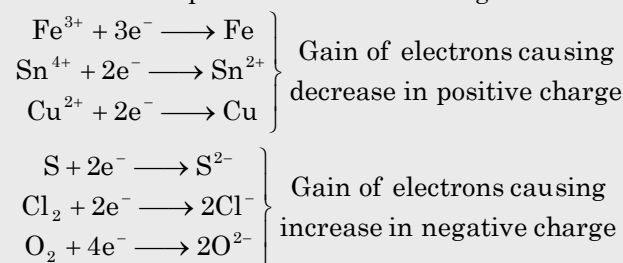 Fe³⁺ + 3e⁻ ⟶ Fe
Sn⁴⁺ + 2e⁻ ⟶ Sn²⁺
Cu²⁺ + 2e⁻ ⟶ Cu
Gain of electrons causing
decrease in positive charge
S + 2e⁻ ⟶ S²⁻
Cl₂ + 2e⁻ ⟶ 2Cl⁻
O₂ + 4e⁻ ⟶ 2O²⁻
Gain of electrons causing
increase in negative charge